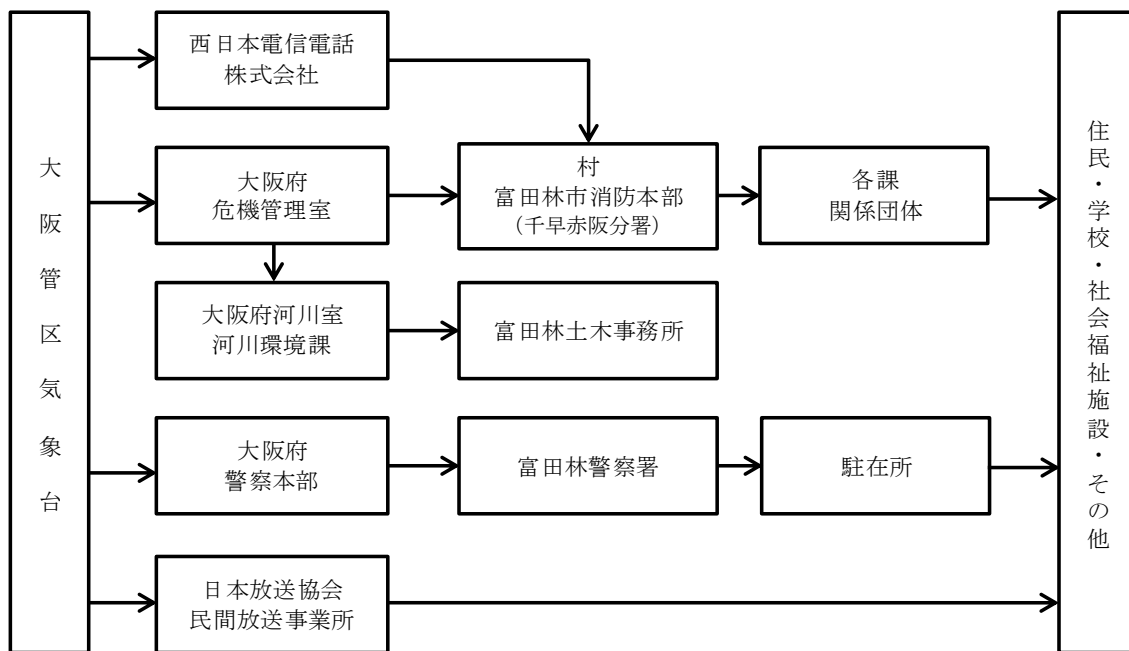 大阪管区気象台
西日本電信電話
株式会社
大阪府
危機管理室
村
富田林市消防本部
（千早赤阪分署）
各課
関係団体
大阪府河川室
河川環境課
富田林土木事務所
大阪府
警察本部
富田林警察署
駐在所
日本放送協会
民間放送事業所
住民・学校・社会福祉施設・その他